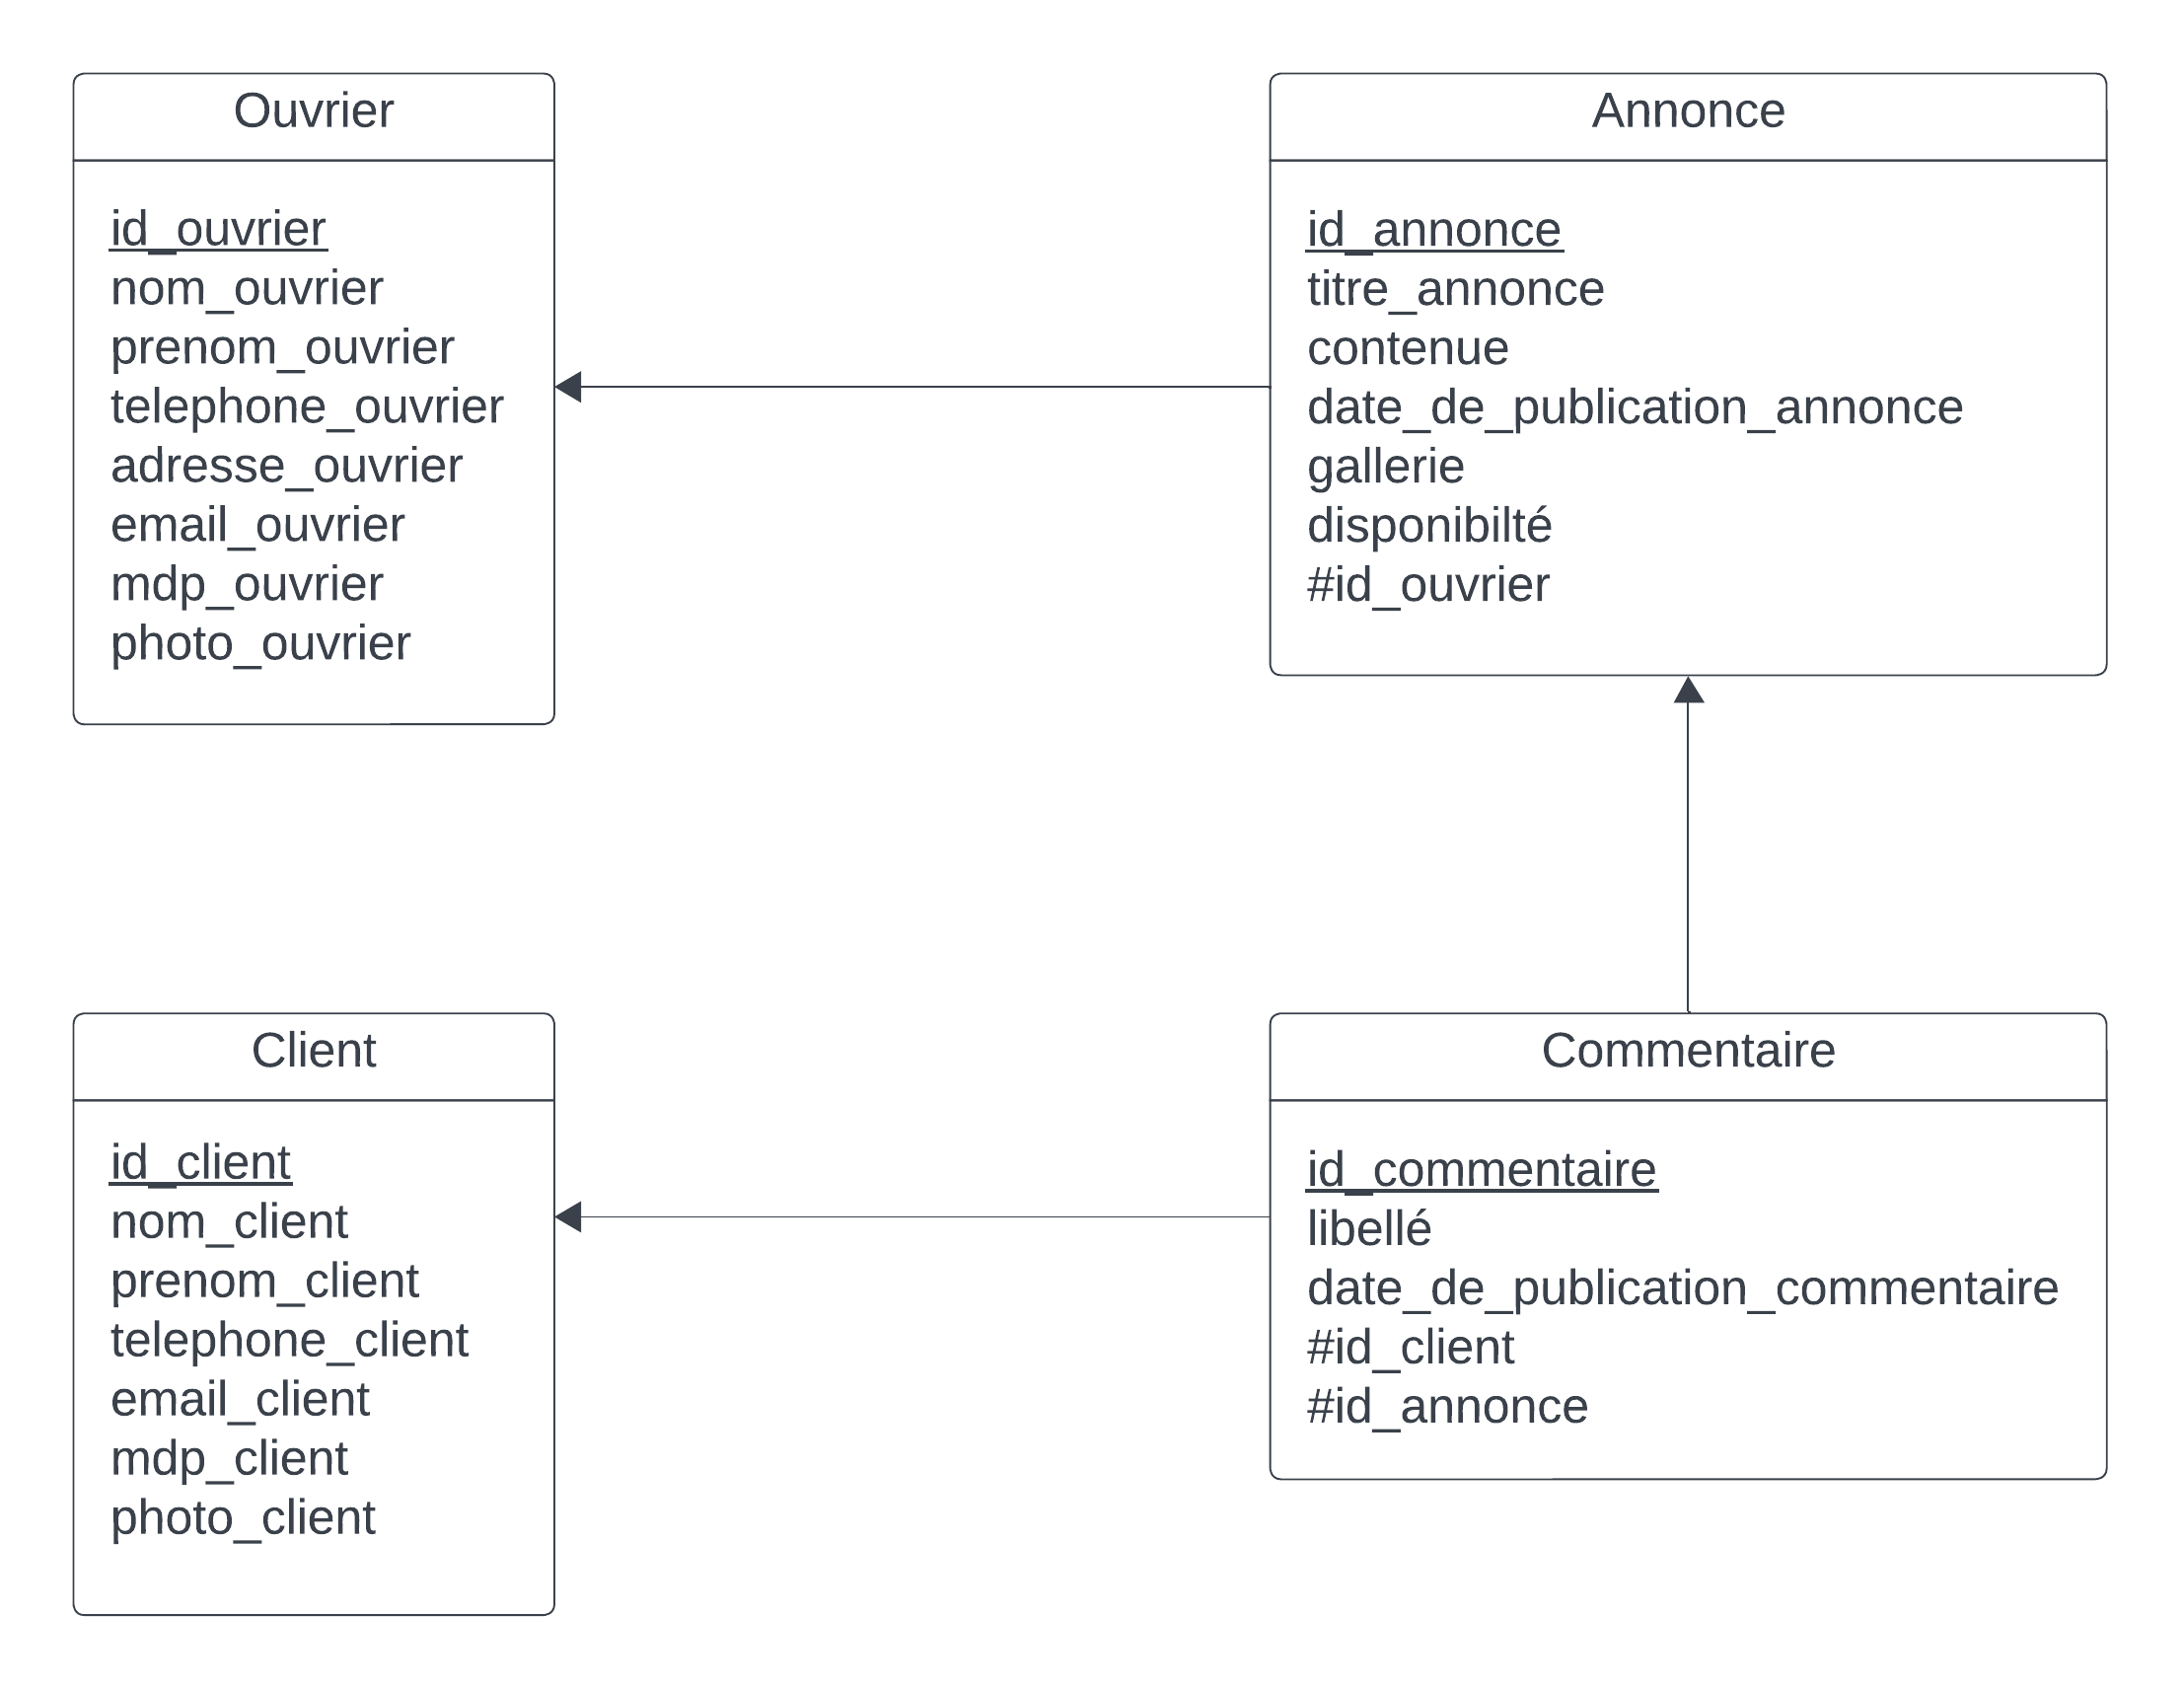 Ouvrier
id_ouvrier
nom_ouvrier
prenom_ouvrier
telephone_ouvrier
adresse_ouvrier
email_ouvrier
mdp_ouvrier
photo_ouvrier
Annonce
id_annonce
titre_annonce
contenue
date_de_publication_annonce
gallerie
disponibilté
#id_ouvrier
Client
id_client
nom_client
prenom_client
telephone_client
email_client
mdp_client
photo_client
Commentaire
id_commentaire
libellé
date_de_publication_commentaire
#id_client
#id_annonce